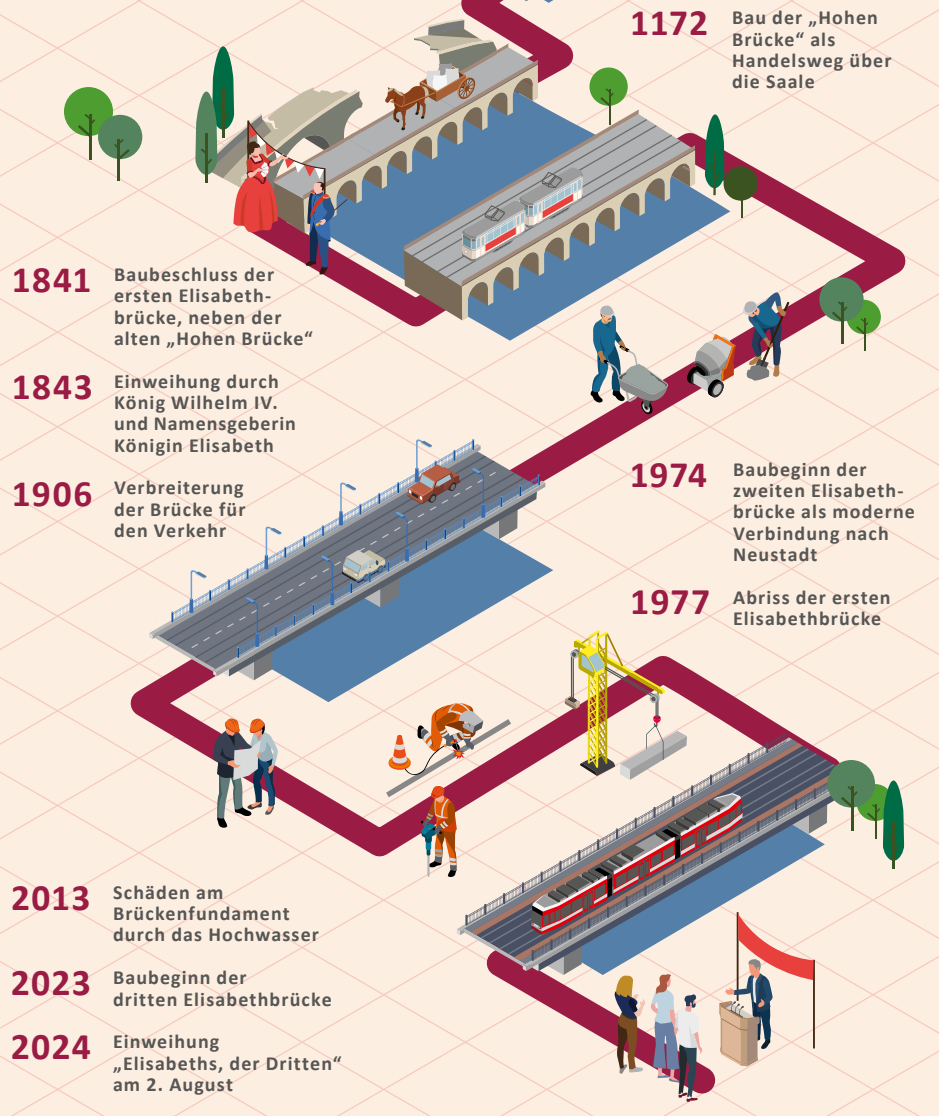 1172
Bau der „Hohen
Brücke“ als
Handelsweg über
die Saale
1841
Baubeschluss der
ersten Elisabeth-
brücke, neben der
alten „Hohen Brücke“
1843
Einweihung durch
König Wilhelm IV.
und Namensgeberin
Königin Elisabeth
1906
Verbreiterung
der Brücke für
den Verkehr
1974
Baubeginn der
zweiten Elisabeth-
brücke als moderne
Verbindung nach
Neustadt
1977
Abriss der ersten
Elisabethbrücke
2013
Schäden am
Brückenfundament
durch das Hochwasser
2023
Baubeginn der
dritten Elisabethbrücke
2024
Einweihung
„Elisabeths, der Dritten“
am 2. August